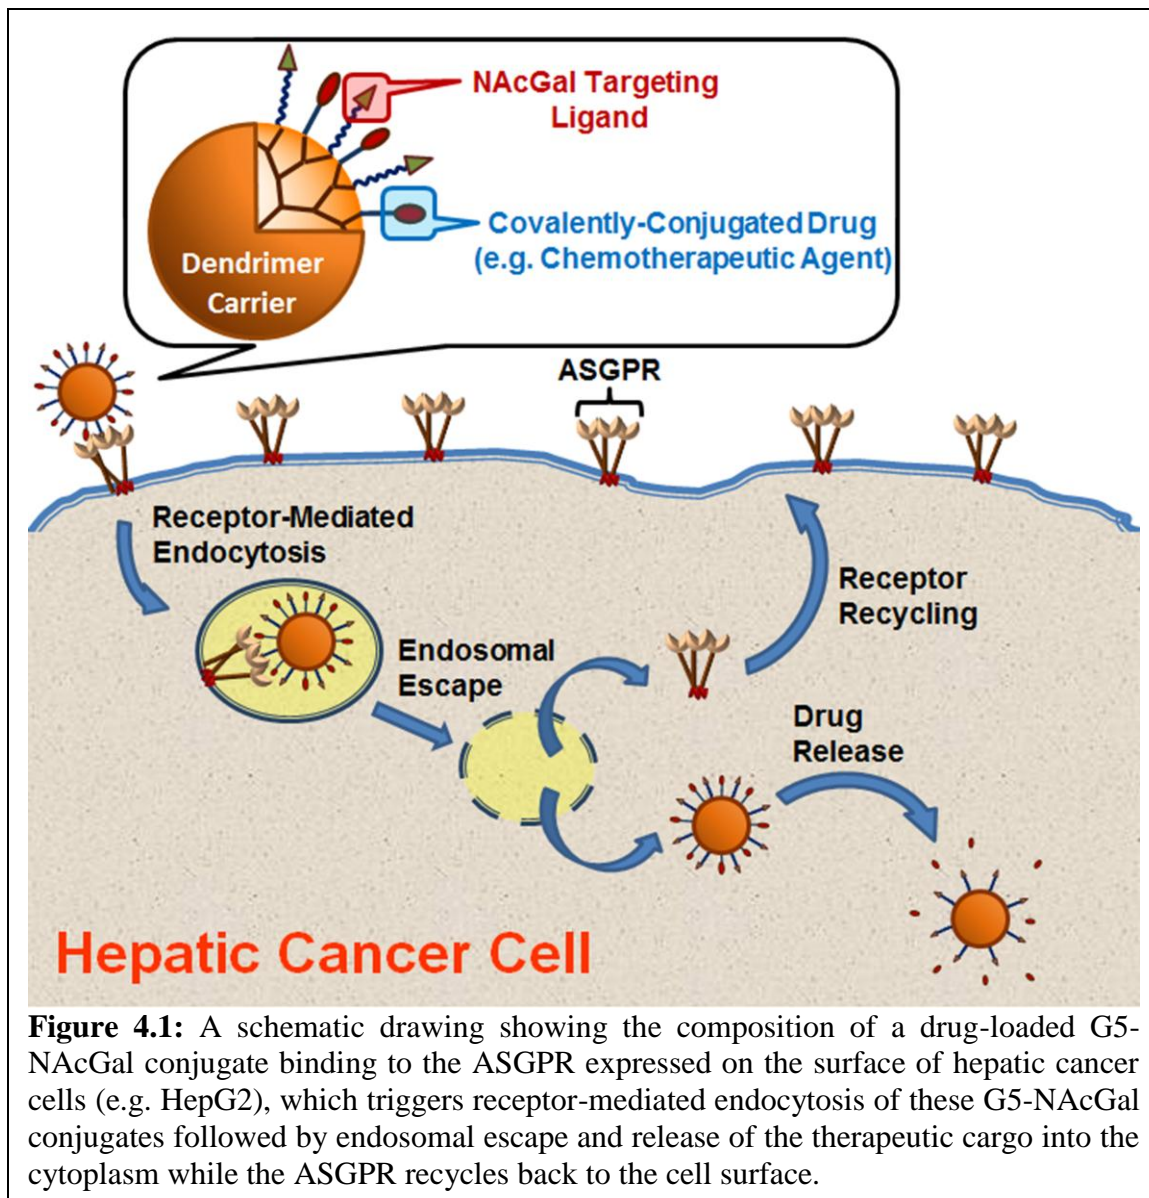 NAcGal Targeting
Ligand
Covalently-Conjugated Drug
(e.g. Chemotherapeutic Agent)
Dendrimer
Carrier
ASGPR
Receptor-Mediated
Endocytosis
Endosomal
Escape
Receptor
Recycling
Drug
Release
Hepatic Cancer Cell
Figure 4.1: A schematic drawing showing the composition of a drug-loaded G5-
NAcGal conjugate binding to the ASGPR expressed on the surface of hepatic cancer
cells (e.g. HepG2), which triggers receptor-mediated endocytosis of these G5-NAcGal
conjugates followed by endosomal escape and release of the therapeutic cargo into the
cytoplasm while the ASGPR recycles back to the cell surface.